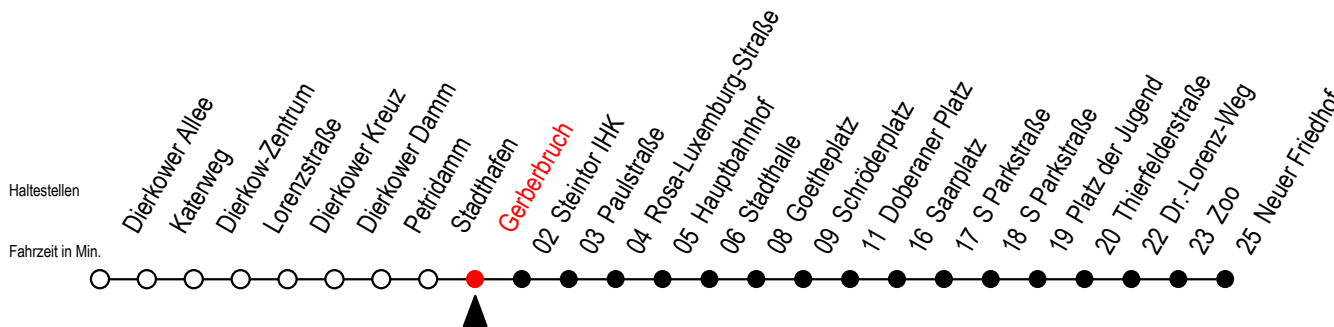 Haltestellen
Fahrzeit in Min.
Dierkower Allee
Katerweg
Dierkow-Zentrum
Lorenzstraße
Dierkower Kreuz
Dierkower Damm
Petridamm
Stadthafen
Gerberbruch
02 Steintor IHK
03 Paulstraße
04 Rosa-Luxemburg-Straße
05 Hauptbahnhof
06 Stadthalle
08 Goetheplatz
09 Schröderplatz
11 Doberaner Platz
16 Saarplatz
17 S Parkstraße
18 S Parkstraße
19 Platz der Jugend
20 Thierfelderstraße
22 Dr.-Lorenz-Weg
23 Zoo
25 Neuer Friedhof